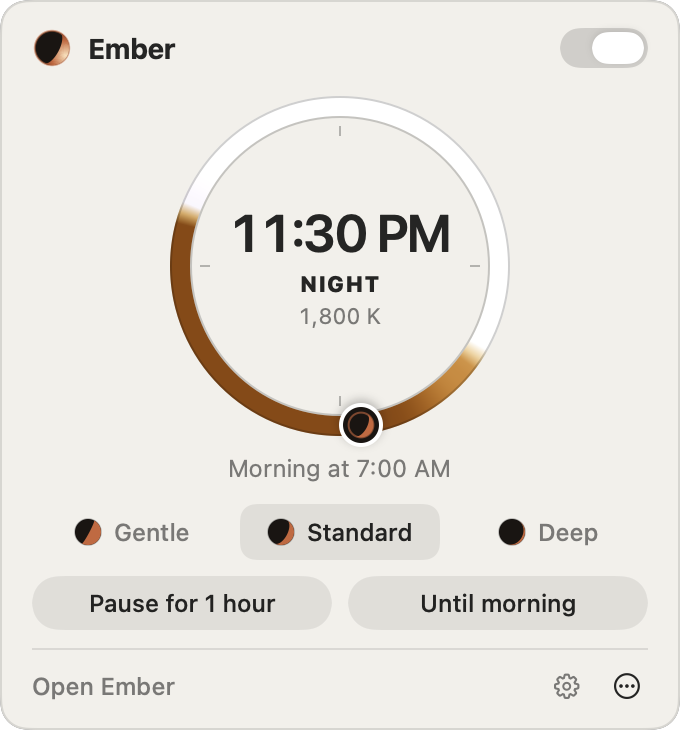 Ember
11:30 PM
NIGHT
1,800 K
Morning at 7:00 AM
Gentle
Standard
Deep
Pause for 1 hour
Until morning
Open Ember